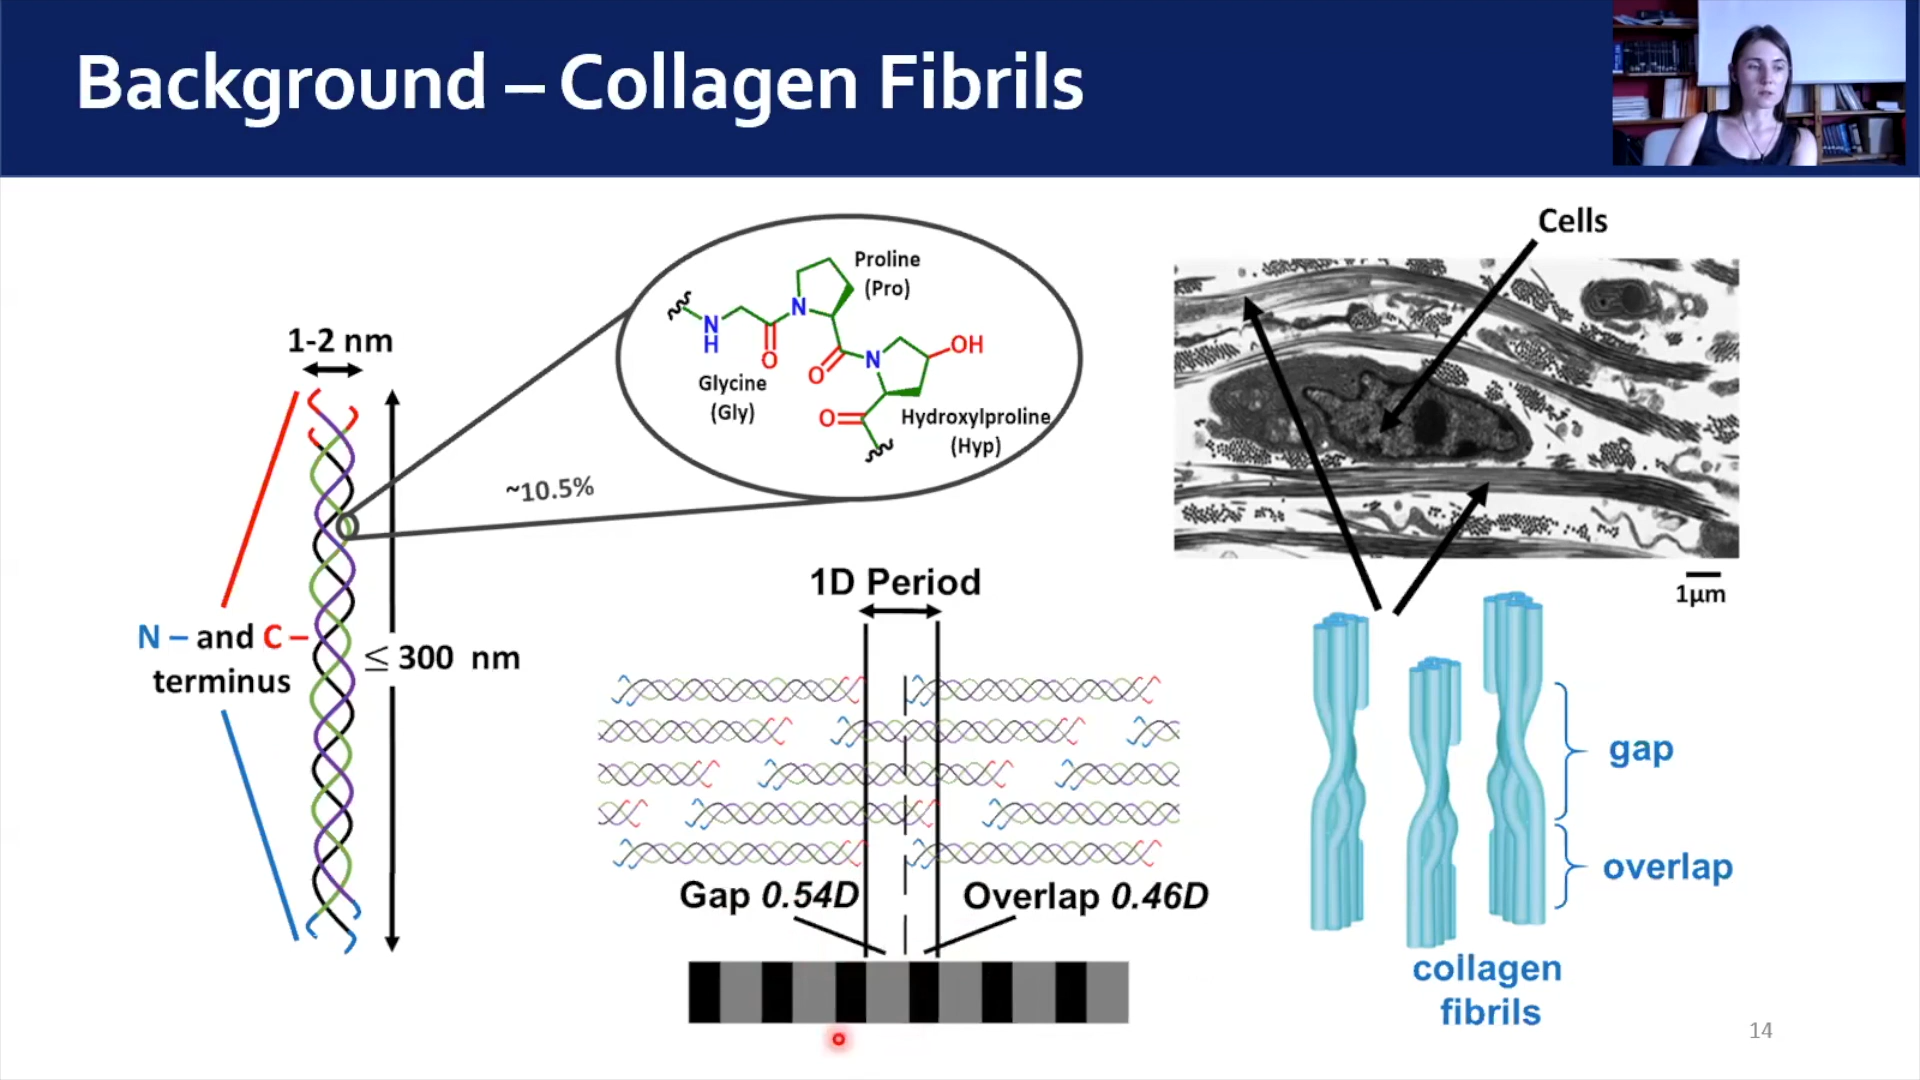 Background – Collagen Fibrils
1-2 nm
N – and C –
terminus
≤ 300 nm
~10.5%
Proline
(Pro)
N
H
O
N
O
N
OH
O
Glycine
(Gly)
Hydroxylproline
(Hyp)
1D Period
Gap 0.54D
Overlap 0.46D
Cells
1µm
gap
overlap
collagen
fibrils
14